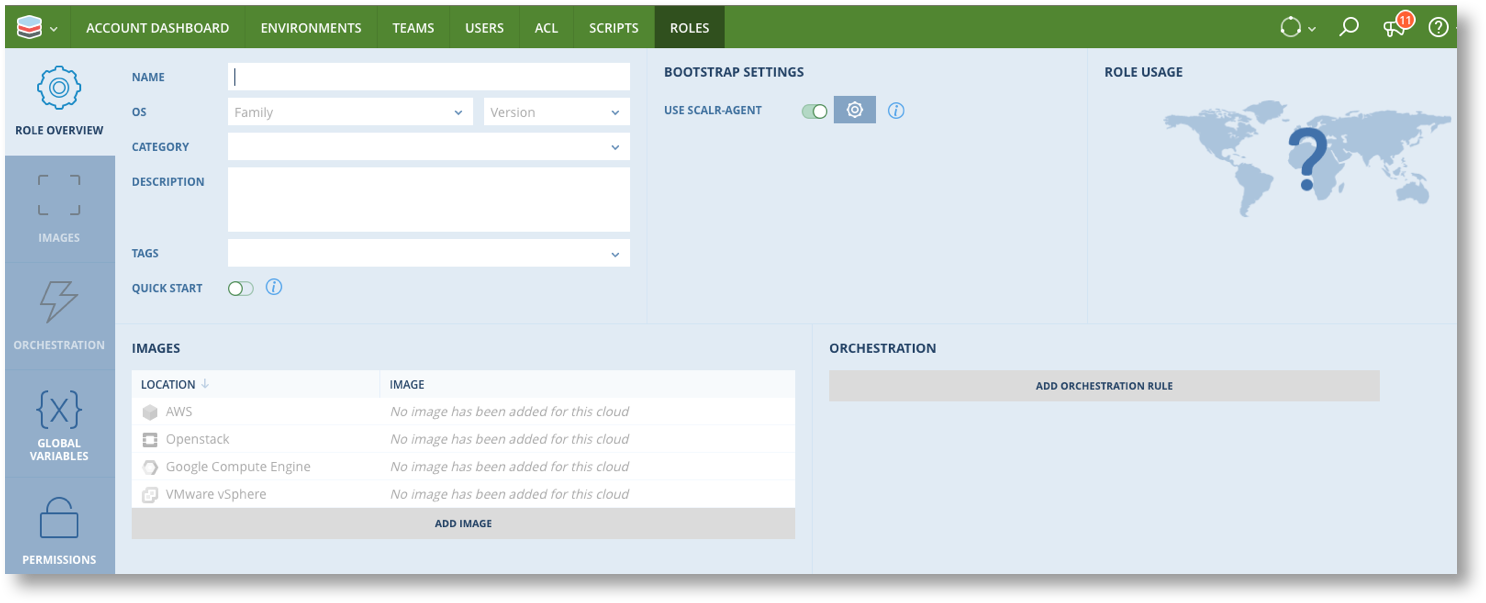 ACCOUNT DASHBOARD ENVIRONMENTS TEAMS USERS ACL SCRIPTS ROLES 11 ?
ROLE OVERVIEW
IMAGES
ORCHESTRATION
{X}
GLOBAL
VARIABLES
PERMISSIONS
NAME
OS Family Version
CATEGORY
DESCRIPTION
TAGS
QUICK START i
BOOTSTRAP SETTINGS
USE SCALR-AGENT i
ROLE USAGE
?
IMAGES
LOCATION IMAGE
AWS No image has been added for this cloud
Openstack No image has been added for this cloud
Google Compute Engine No image has been added for this cloud
VMware vSphere No image has been added for this cloud
ADD IMAGE
ORCHESTRATION
ADD ORCHESTRATION RULE